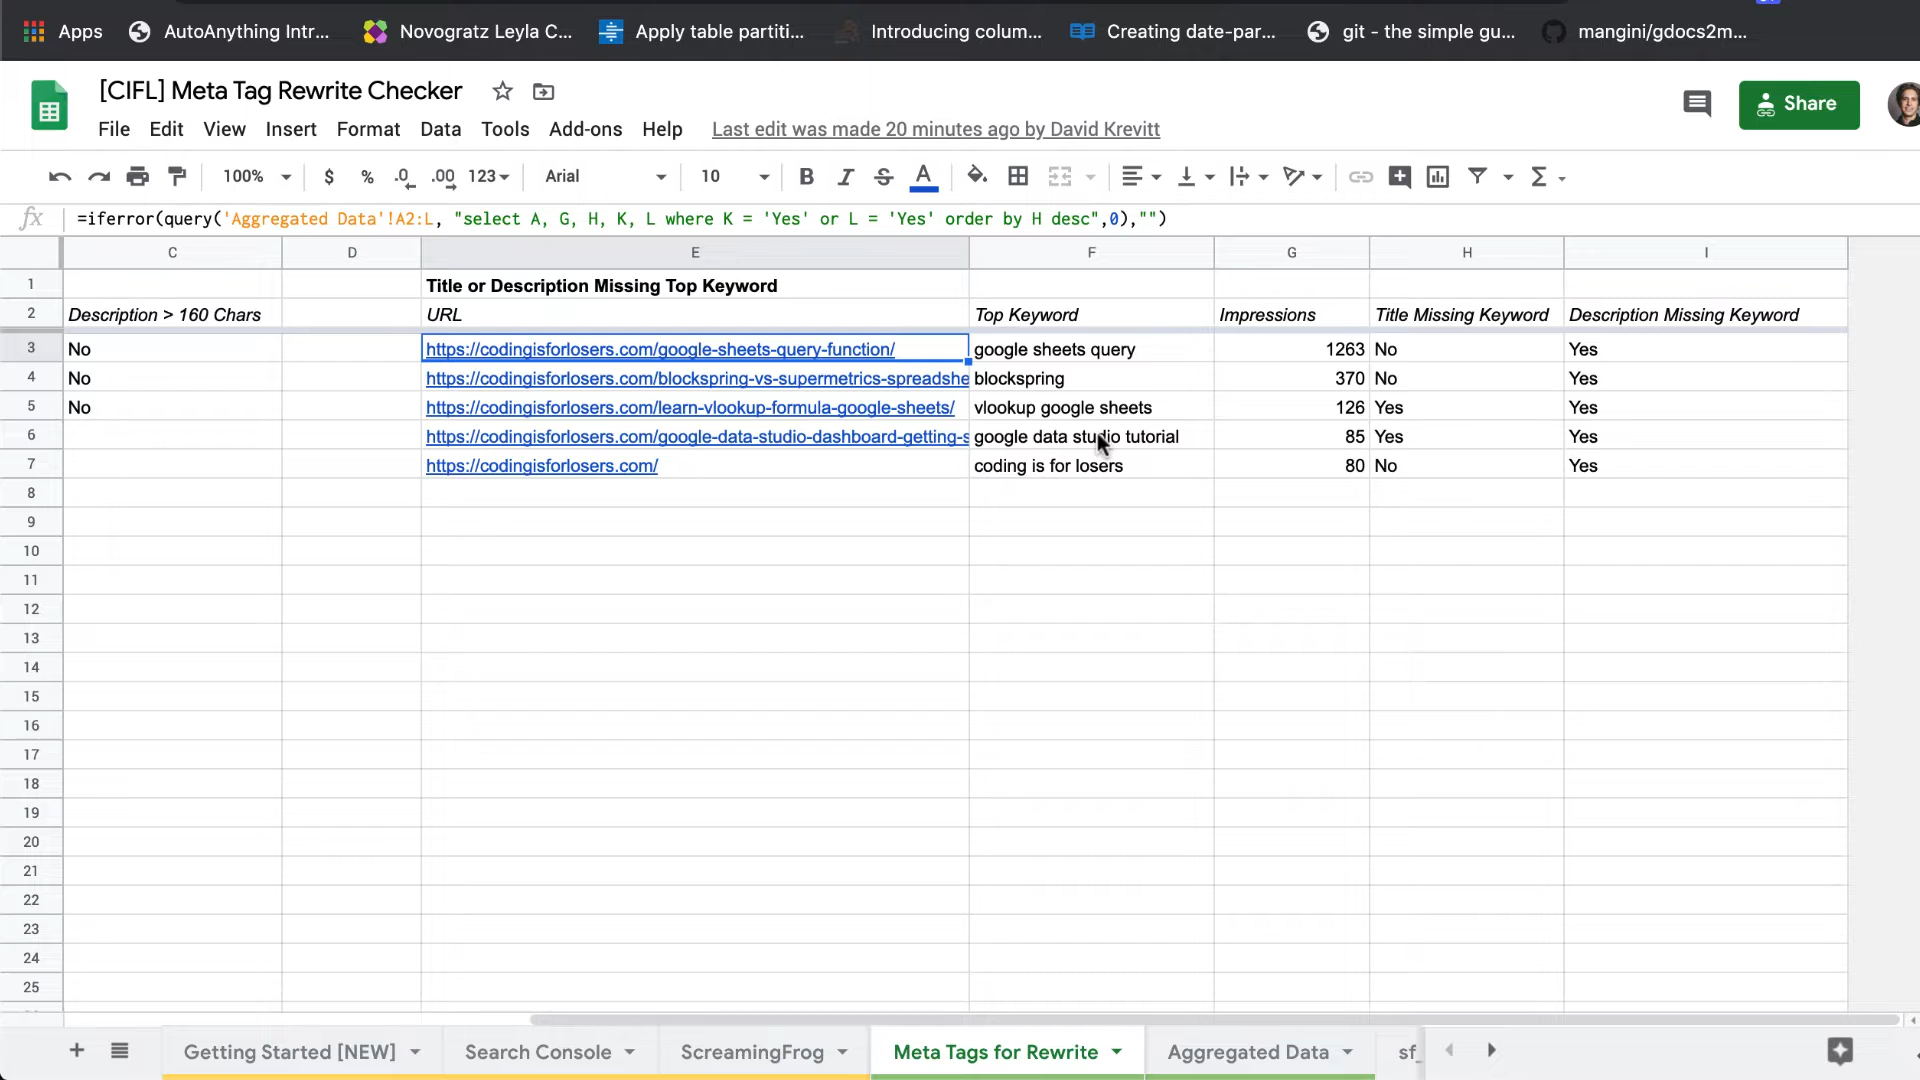 Apps AutoAnything Intr... Novogratz Leyla C... Apply table partiti... Introducing colum... Creating date-par... git - the simple gu... mangini/gdocs2m...
[CIFL] Meta Tag Rewrite Checker
Share
File Edit View Insert Format Data Tools Add-ons Help Last edit was made 20 minutes ago by David Krevitt
100% $ % .0 .00 123 Arial 10 B I S A Σ
fx =iferror(query('Aggregated Data'!A2:L, "select A, G, H, K, L where K = 'Yes' or L = 'Yes' order by H desc",0),"")
C D E F G H I
1 Title or Description Missing Top Keyword
2 Description > 160 Chars URL Top Keyword Impressions Title Missing Keyword Description Missing Keyword
3 No https://codingisforlosers.com/google-sheets-query-function/ google sheets query 1263 No Yes
4 No https://codingisforlosers.com/blockspring-vs-supermetrics-spreadshe blockspring 370 No Yes
5 No https://codingisforlosers.com/learn-vlookup-formula-google-sheets/ vlookup google sheets 126 Yes Yes
6 https://codingisforlosers.com/google-data-studio-dashboard-getting-s google data studio tutorial 85 Yes Yes
7 https://codingisforlosers.com/ coding is for losers 80 No Yes
8
9
10
11
12
13
14
15
16
17
18
19
20
21
22
23
24
25
+ Getting Started [NEW] Search Console ScreamingFrog Meta Tags for Rewrite Aggregated Data sf_